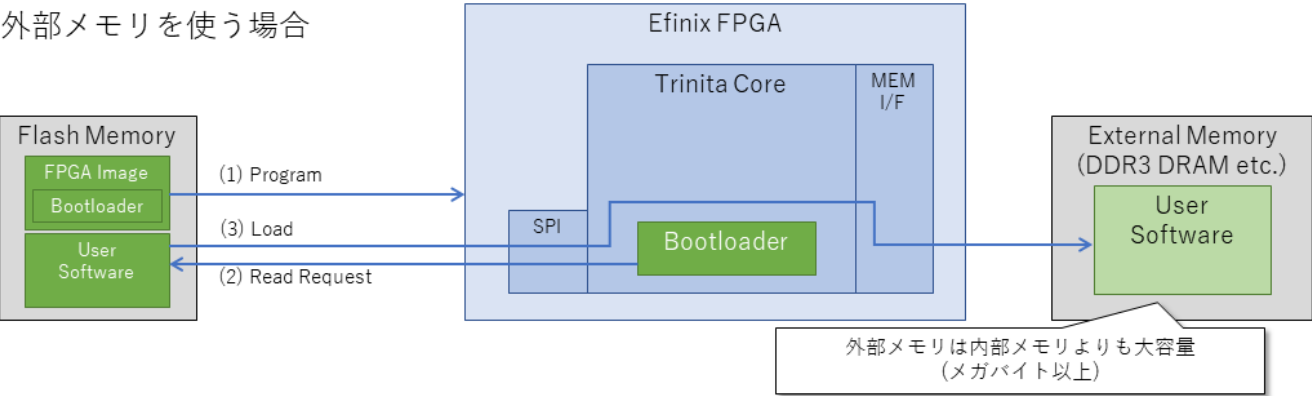 外部メモリを使う場合
Efinix FPGA
Trinita Core
MEM
I/F
Flash Memory
FPGA Image
Bootloader
User
Software
(1) Program
(3) Load
(2) Read Request
SPI
Bootloader
External Memory
(DDR3 DRAM etc.)
User
Software
外部メモリは内部メモリよりも大容量
(メガバイト以上)